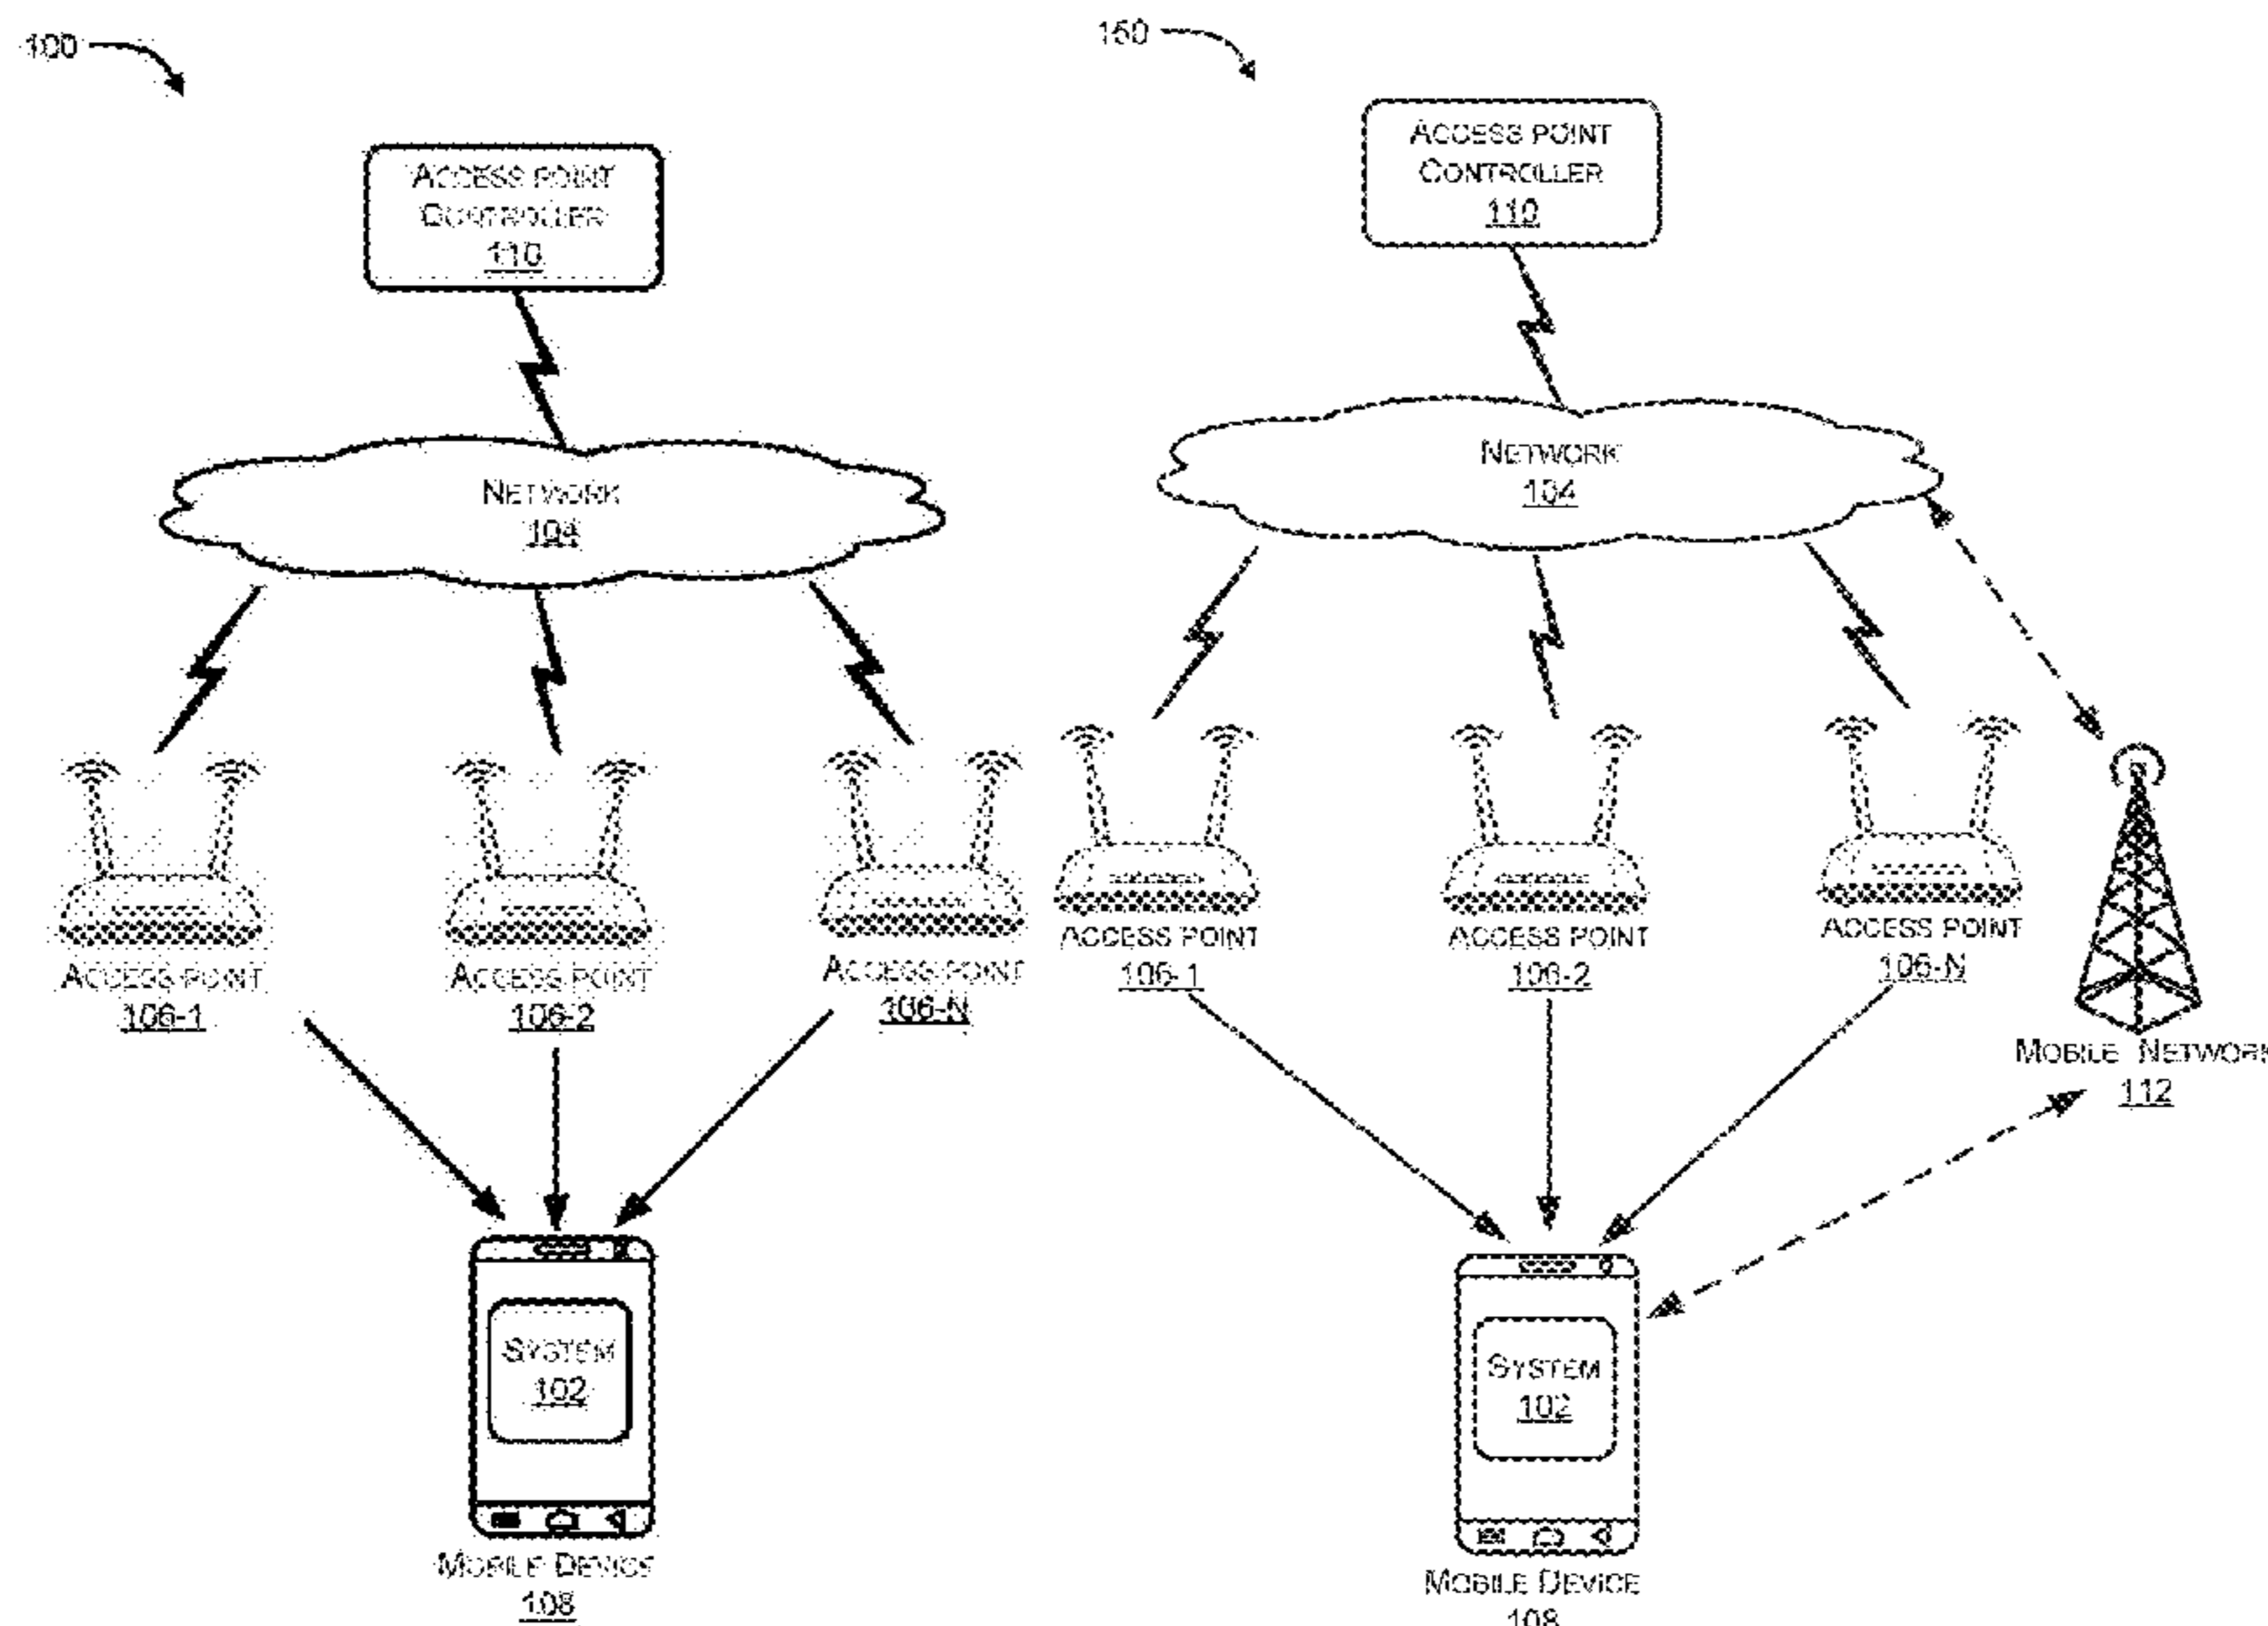 100
ACCESS POINT
CONTROLLER
110
NETWORK
104
ACCESS POINT
106-1
ACCESS POINT
106-2
ACCESS POINT
106-N
SYSTEM
102
MOBILE DEVICE
108
150
ACCESS POINT
CONTROLLER
110
NETWORK
104
ACCESS POINT
106-1
ACCESS POINT
106-2
ACCESS POINT
106-N
MOBILE NETWORK
112
SYSTEM
102
MOBILE DEVICE
108